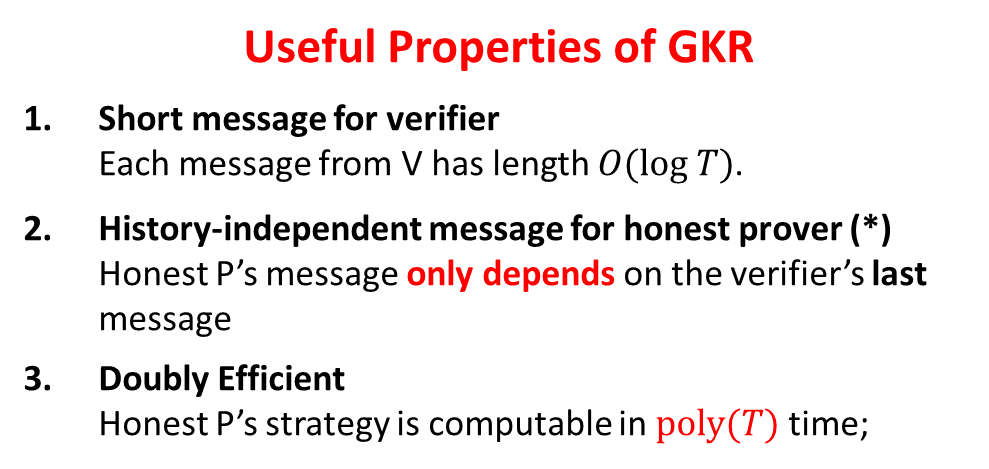 Useful Properties of GKR
1. Short message for verifier
Each message from V has length O(log T).
2. History-independent message for honest prover (*)
Honest P’s message only depends on the verifier’s last
message
3. Doubly Efficient
Honest P’s strategy is computable in poly(T) time;